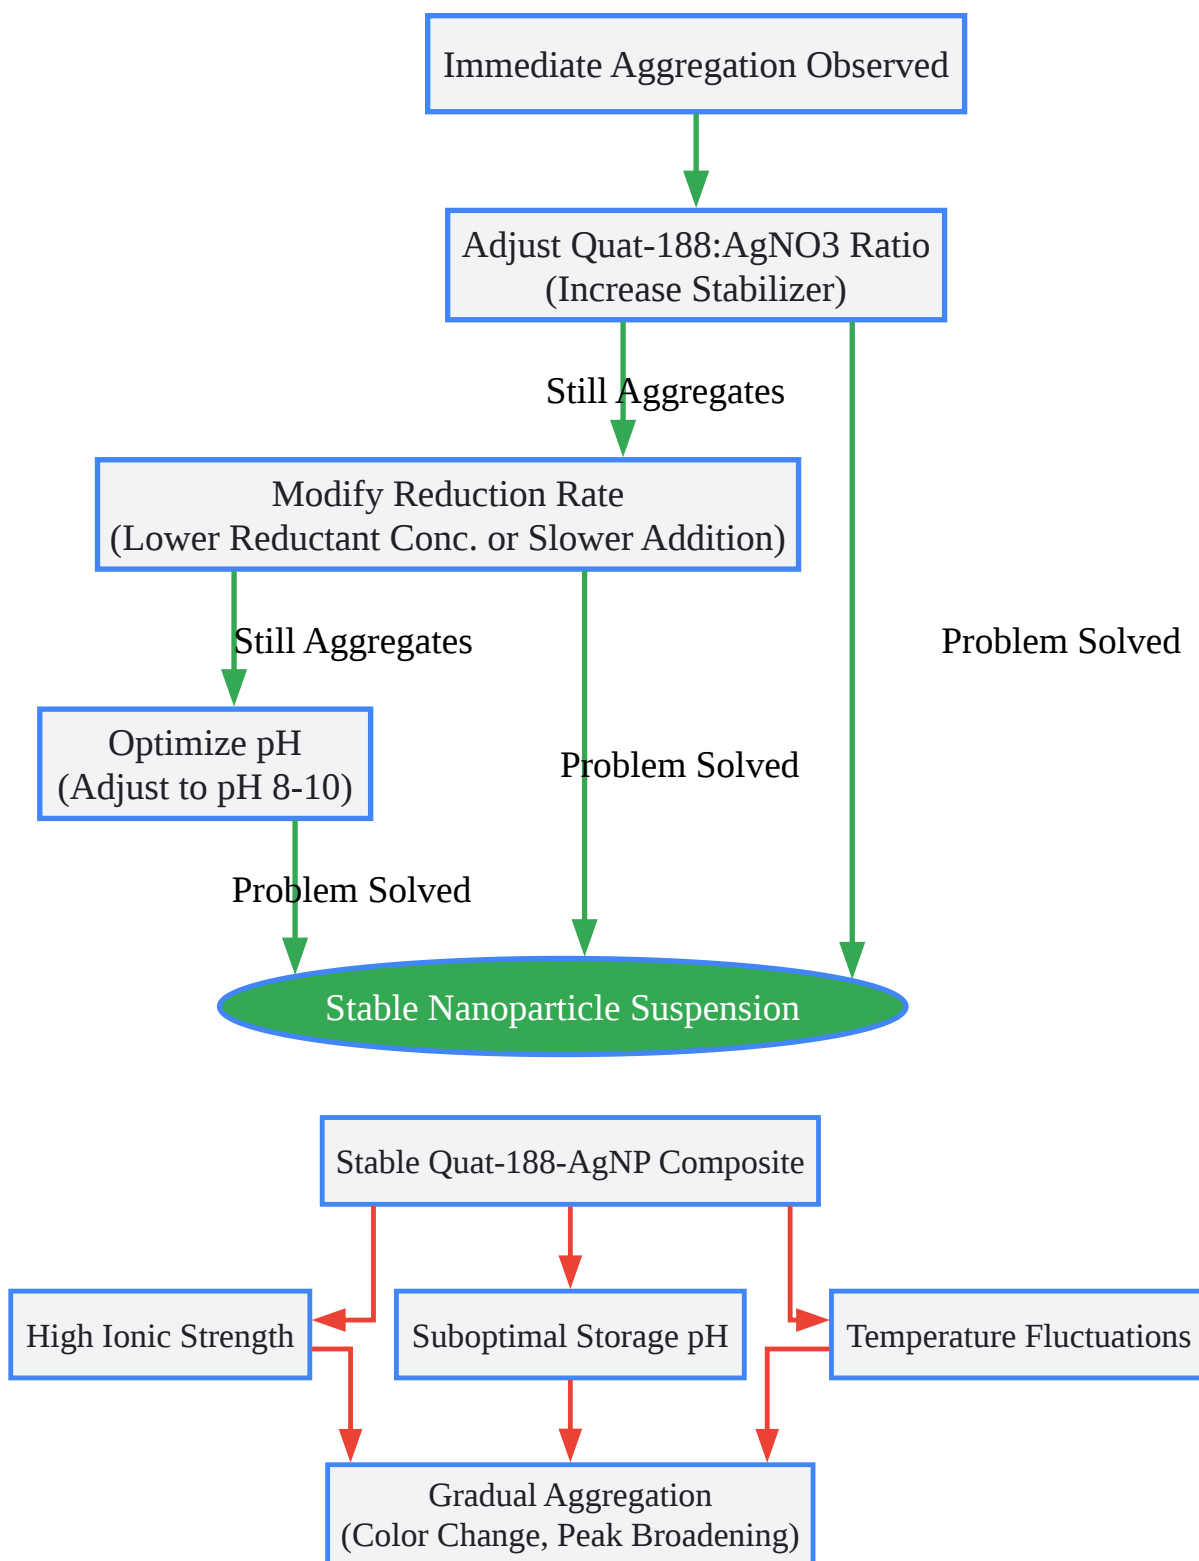 Immediate Aggregation Observed
Adjust Quat-188:AgNO3 Ratio
(Increase Stabilizer)
Still Aggregates
Modify Reduction Rate
(Lower Reductant Conc. or Slower Addition)
Still Aggregates
Problem Solved
Optimize pH
(Adjust to pH 8-10)
Problem Solved
Problem Solved
Stable Nanoparticle Suspension
Stable Quat-188-AgNP Composite
High Ionic Strength
Suboptimal Storage pH
Temperature Fluctuations
Gradual Aggregation
(Color Change, Peak Broadening)